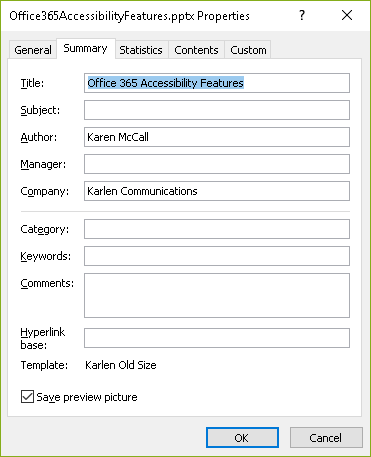 Office365AccessibilityFeatures.pptx Properties
?
General Summary Statistics Contents Custom
Title: Office 365 Accessibility Features
Subject:
Author: Karen McCall
Manager:
Company: Karlen Communications
Category:
Keywords:
Comments:
Hyperlink
base:
Template: Karlen Old Size
Save preview picture
OK Cancel